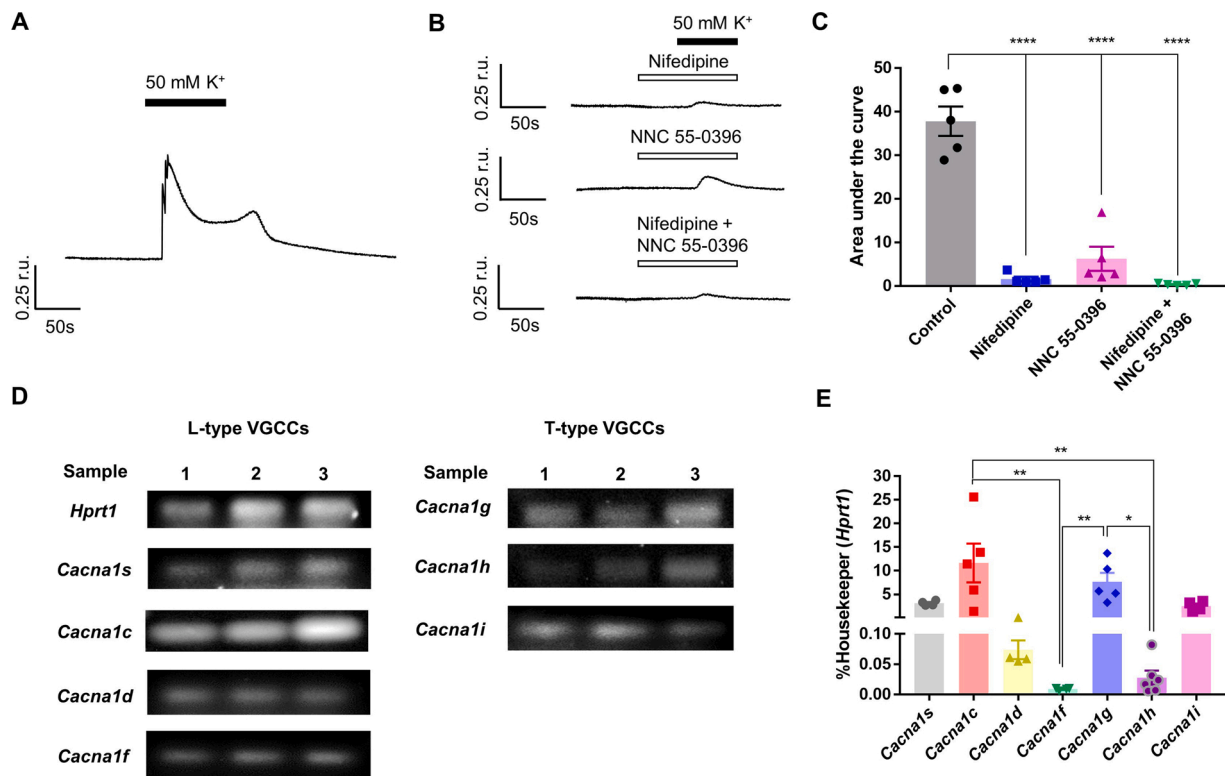 A
50 mM K⁺
0.25 r.u.
50s
B
50 mM K⁺
Nifedipine
0.25 r.u.
50s
NNC 55-0396
0.25 r.u.
50s
Nifedipine +
NNC 55-0396
0.25 r.u.
50s
C
**** **** ****
Area under the curve
50
40
30
20
10
0
Control
Nifedipine
NNC 55-0396
Nifedipine +
NNC 55-0396
D
L-type VGCCs
Sample 1 2 3
Hprt1
Cacna1s
Cacna1c
Cacna1d
Cacna1f
T-type VGCCs
Sample 1 2 3
Cacna1g
Cacna1h
Cacna1i
E
**
**
** *
%Housekeeper (Hprt1)
30
25
20
15
10
5
0.10
0.05
0.00
Cacna1s
Cacna1c
Cacna1d
Cacna1f
Cacna1g
Cacna1h
Cacna1i